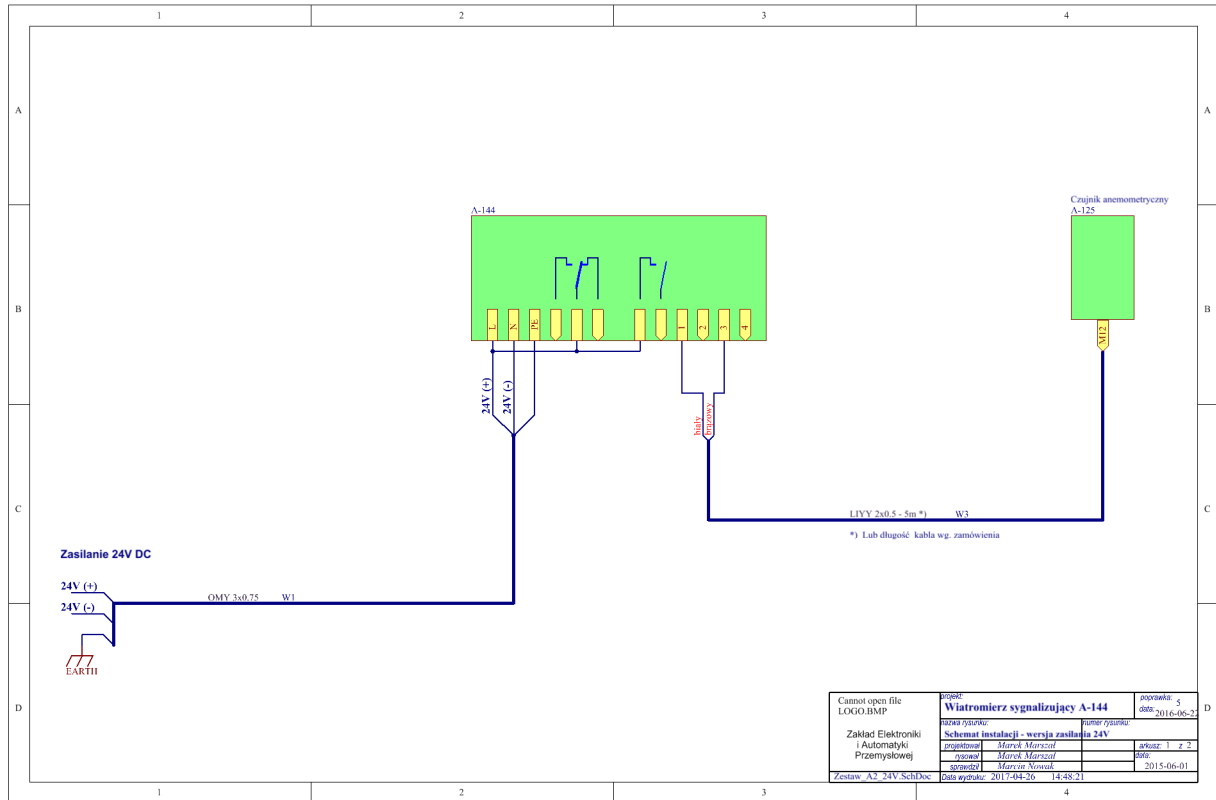 1 2 3 4
A A
Czujnik anemometryczny
A-144 A-125
B B
L N PE 1 2 3 4 M12
24V (+) 24V (-)
biały
brązowy
C C
LIYY 2x0.5 - 5m *) W3
*) Lub długość kabla wg. zamówienia
Zasilanie 24V DC
24V (+)
24V (-)
OMY 3x0.75 W1
EARTH
D D
Cannot open file
LOGO.BMP
Zakład Elektroniki
i Automatyki
Przemysłowej
Zestaw_A2_24V.SchDoc
projekt:
Wiatromierz sygnalizujący A-144
poprawka: 5
data: 2016-06-22
nazwa rysunku: numer rysunku:
Schemat instalacji - wersja zasilania 24V
projektował Marek Marszał arkusz: 1 z 2
rysował Marek Marszał data:
sprawdził Marcin Nowak 2015-06-01
Data wydruku: 2017-04-26 14:48:21
1 2 3 4